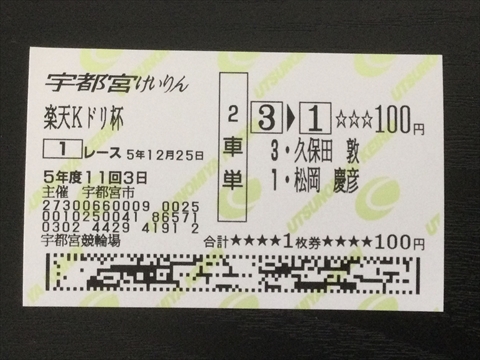 宇都宮けいりん
楽天Kドリ杯
1 レース 5年12月25日
5年度11回3日
主催 宇都宮市
27300660009 0025
0010250041 86571
0302 4429 4191 2
宇都宮競輪場
2車単
3▶1 ☆☆☆100円
3・久保田 敦
1・松岡 慶彦
合計★★★★1枚券★★★★100円